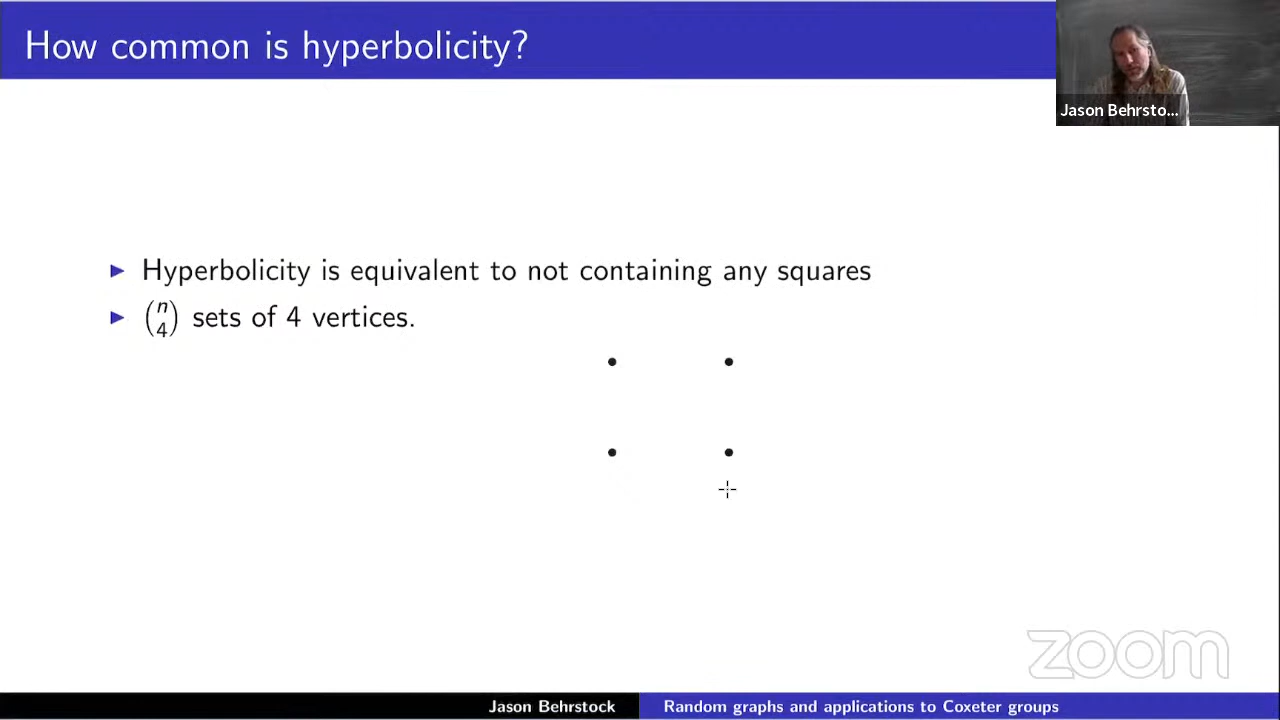 How common is hyperbolicity?
Jason Behrsto...
▶ Hyperbolicity is equivalent to not containing any squares
▶ $\binom{n}{4}$ sets of 4 vertices.
zoom
Jason Behrstock
Random graphs and applications to Coxeter groups